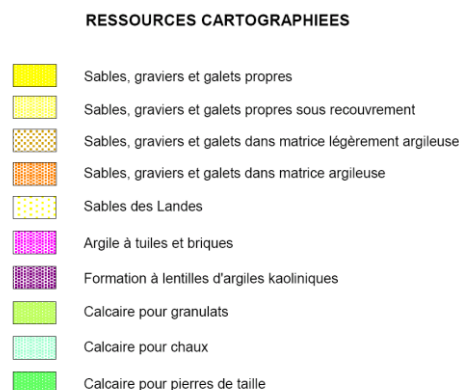 RESSOURCES CARTOGRAPHIEES
Sables, graviers et galets propres
Sables, graviers et galets propres sous recouvrement
Sables, graviers et galets dans matrice légèrement argileuse
Sables, graviers et galets dans matrice argileuse
Sables des Landes
Argile à tuiles et briques
Formation à lentilles d'argiles kaoliniques
Calcaire pour granulats
Calcaire pour chaux
Calcaire pour pierres de taille